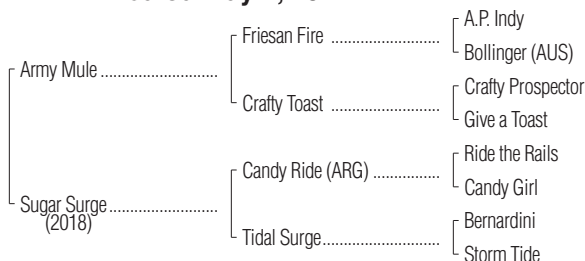 A.P. Indy
Friesan Fire
Bollinger (AUS)
Army Mule
Crafty Prospector
Crafty Toast
Give a Toast
Ride the Rails
Candy Ride (ARG)
Candy Girl
Sugar Surge
(2018)
Bernardini
Tidal Surge
Storm Tide